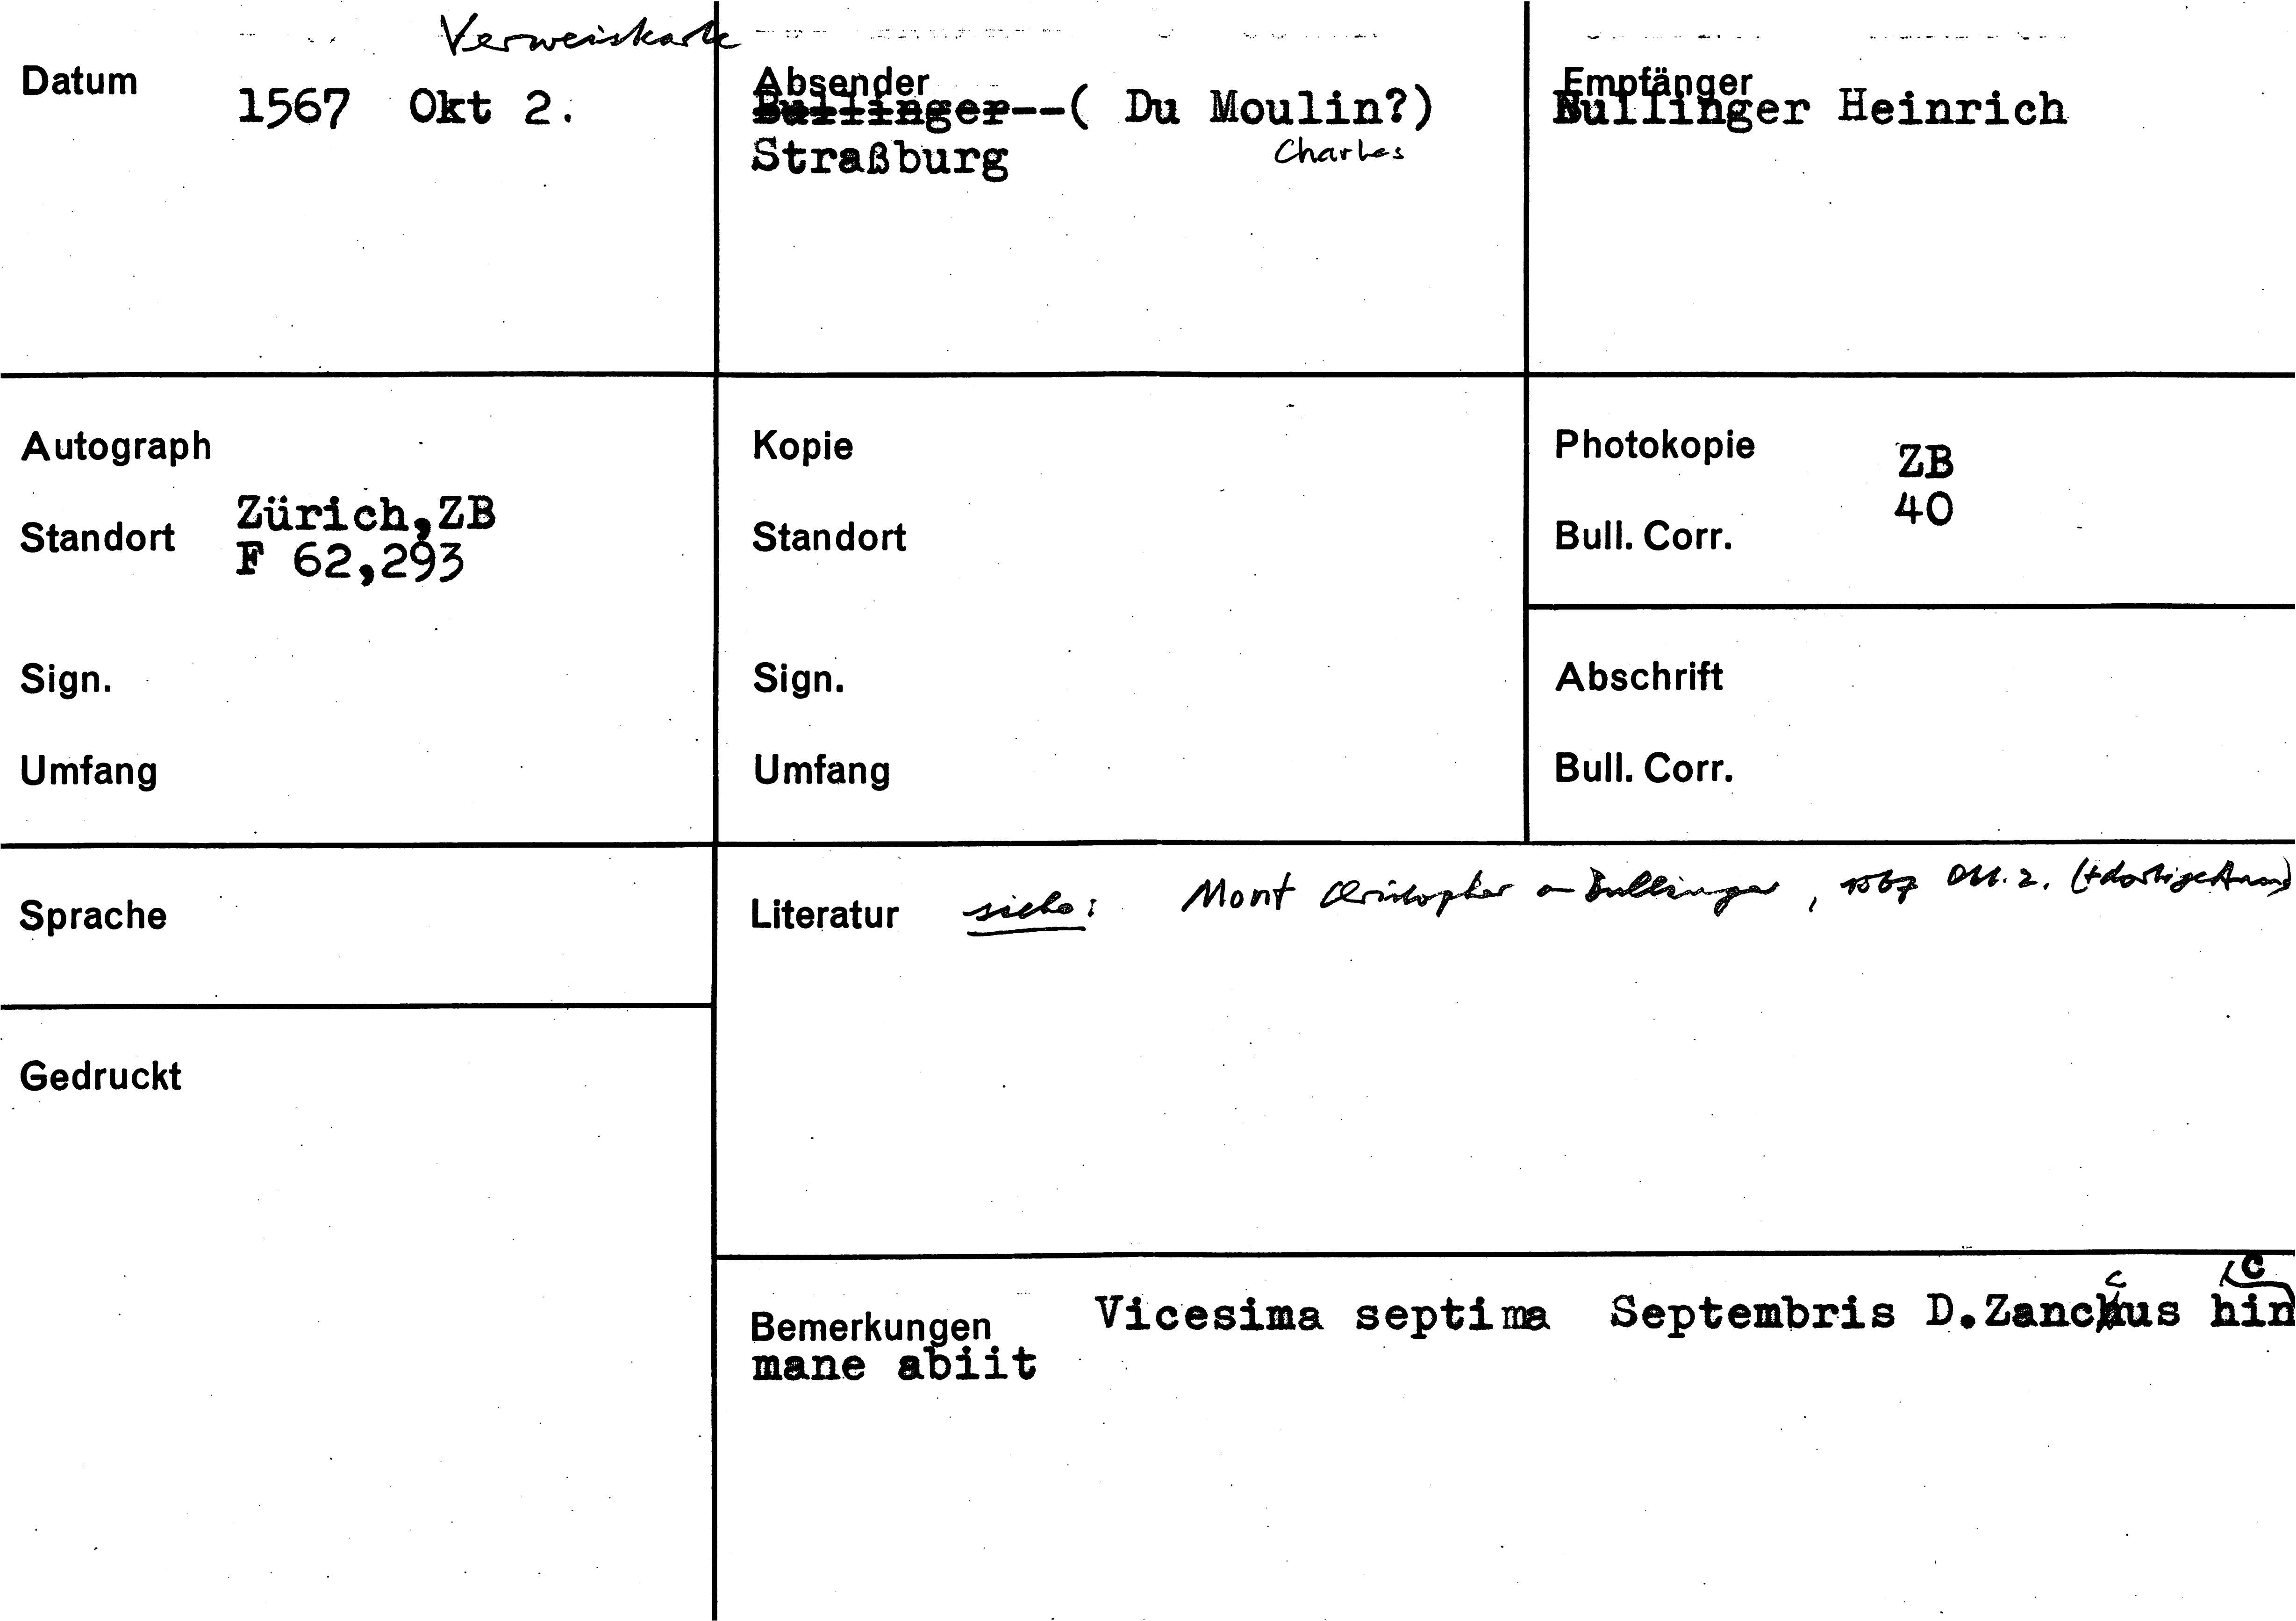 Verweiskarte
Datum 1567 Okt 2.
Absender
Bullinger--( Du Moulin?)
Charles
Straßburg
Empfänger
Bullinger Heinrich
Autograph
Standort Zürich,ZB
F 62,293
Sign.
Umfang
Kopie
Standort
Sign.
Umfang
Photokopie ZB
Bull. Corr. 40
Abschrift
Bull. Corr.
Sprache
Gedruckt
Literatur siehe: Mont Christopher an Bullinger, 1567 Okt. 2. (+dortige Anm)
Bemerkungen Vicesima septima Septembris D.Zancus hinc
mane abiit